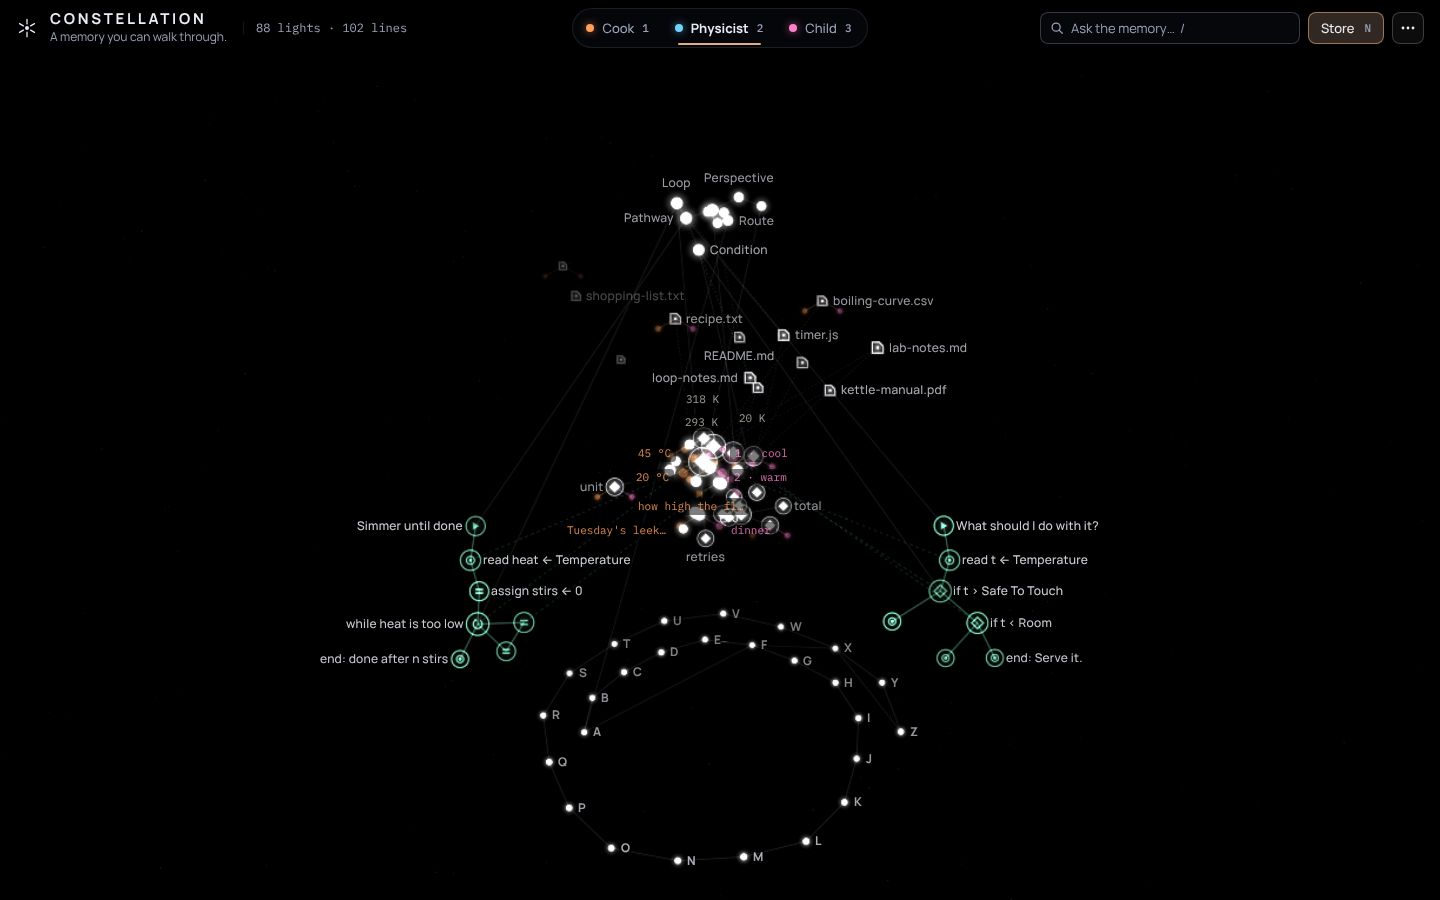 CONSTELLATION
A memory you can walk through.
88 lights · 102 lines
Cook 1
Physicist 2
Child 3
Ask the memory… /
Store N
Loop
Perspective
Pathway
Route
Condition
shopping-list.txt
boiling-curve.csv
recipe.txt
timer.js
README.md
lab-notes.md
loop-notes.md
kettle-manual.pdf
318 K
293 K
20 K
45 °C
cool
20 °C
2 · warm
unit
how high the
total
Tuesday's leek…
dinner
retries
Simmer until done
read heat ← Temperature
assign stirs ← 0
while heat is too low
end: done after n stirs
What should I do with it?
read t ← Temperature
if t > Safe To Touch
if t < Room
end: Serve it.
A
B
C
D
E
F
G
H
I
J
K
L
M
N
O
P
Q
R
S
T
U
V
W
X
Y
Z